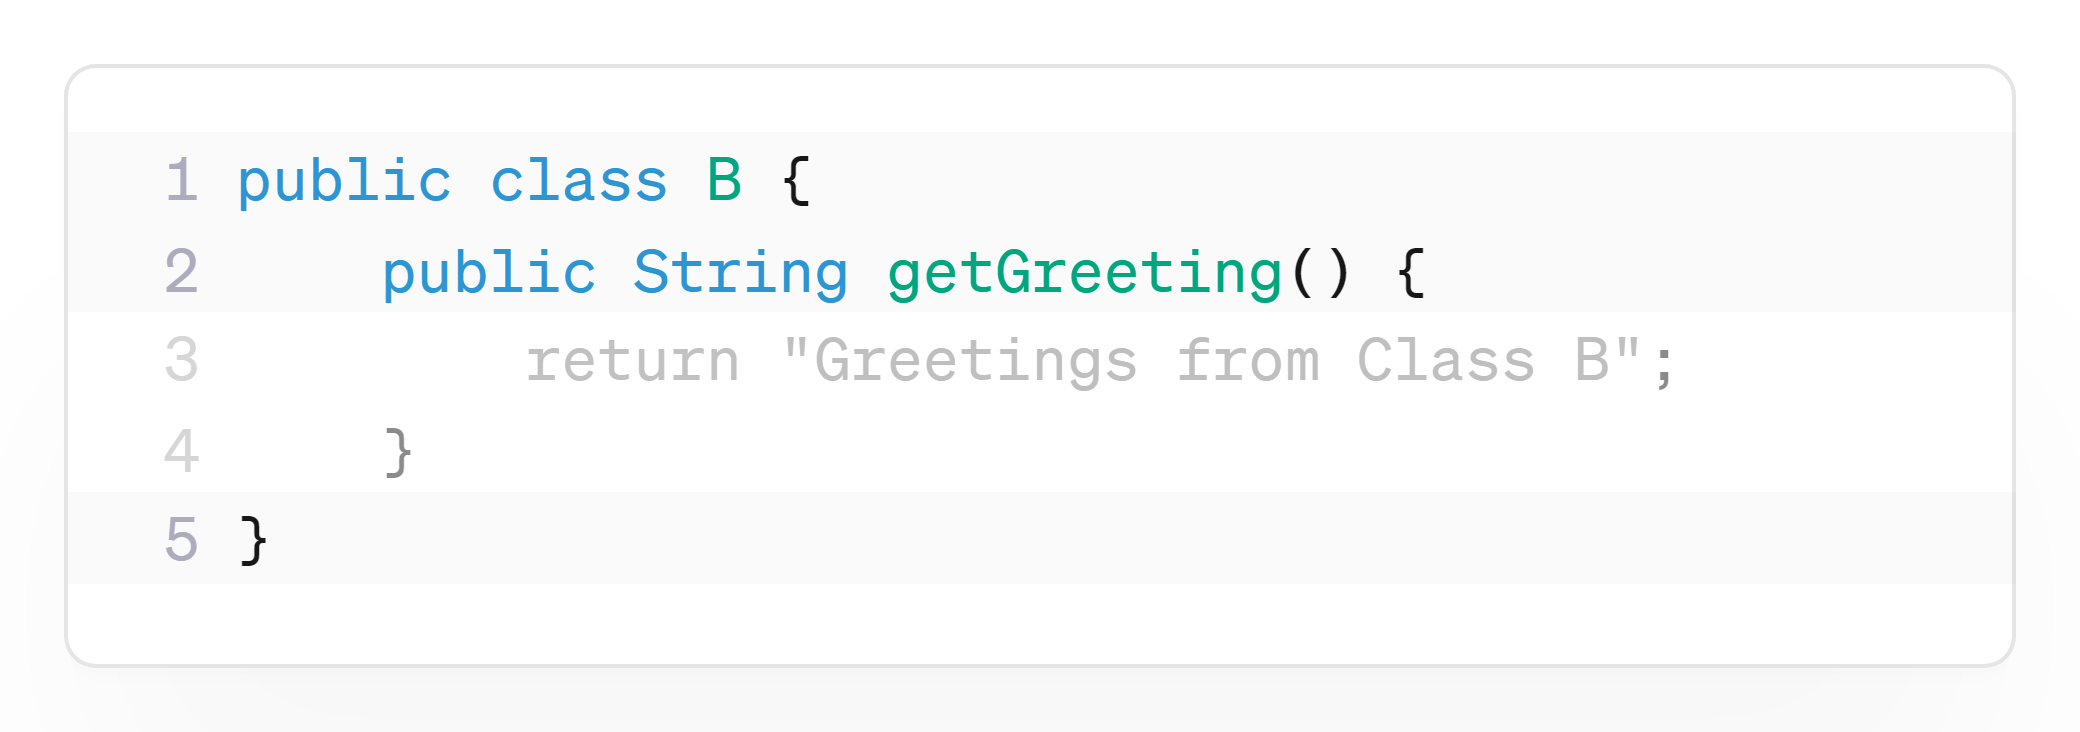 1 public class B {
2     public String getGreeting() {
3         return "Greetings from Class B";
4     }
5 }